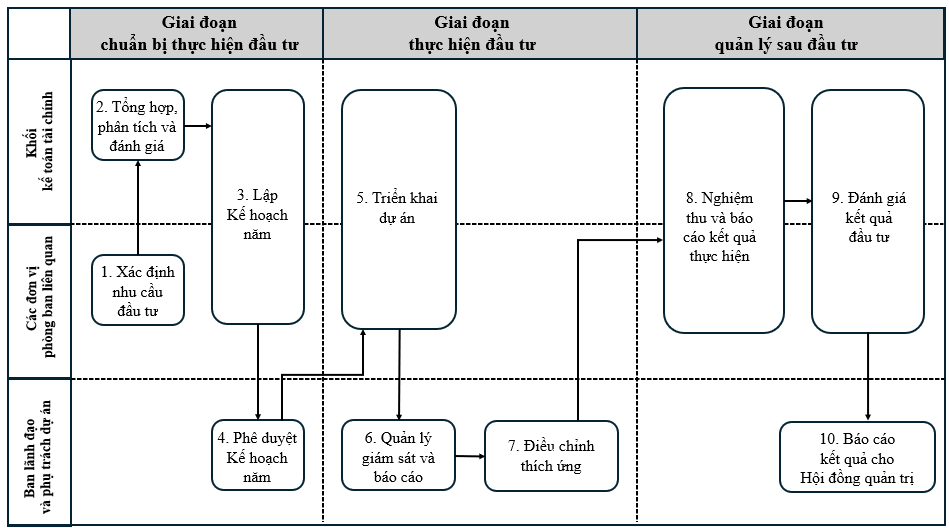 Giai đoạn
chuẩn bị thực hiện đầu tư
Giai đoạn
thực hiện đầu tư
Giai đoạn
quản lý sau đầu tư
Khối
kế toán tài chính
2. Tổng hợp,
phân tích và
đánh giá
3. Lập
Kế hoạch
năm
5. Triển khai
dự án
8. Nghiệm
thu và báo
cáo kết quả
thực hiện
9. Đánh giá
kết quả
đầu tư
Các đơn vị
phòng ban liên quan
1. Xác định
nhu cầu
đầu tư
Ban lãnh đạo
và phụ trách dự án
4. Phê duyệt
Kế hoạch
năm
6. Quản lý
giám sát và
báo cáo
7. Điều chỉnh
thích ứng
10. Báo cáo
kết quả cho
Hội đồng quản trị